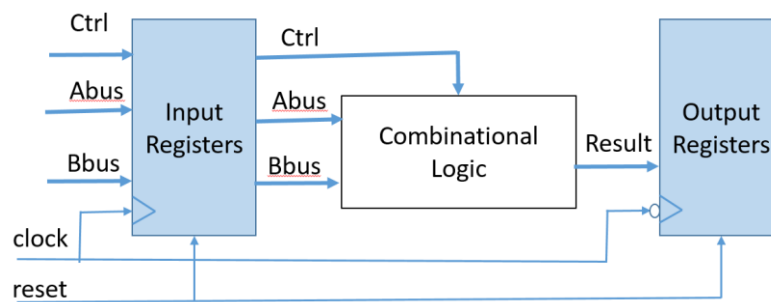 Ctrl
Ctrl
Abus
Abus
Bbus
Bbus
Input
Registers
Combinational
Logic
Result
Output
Registers
clock
reset